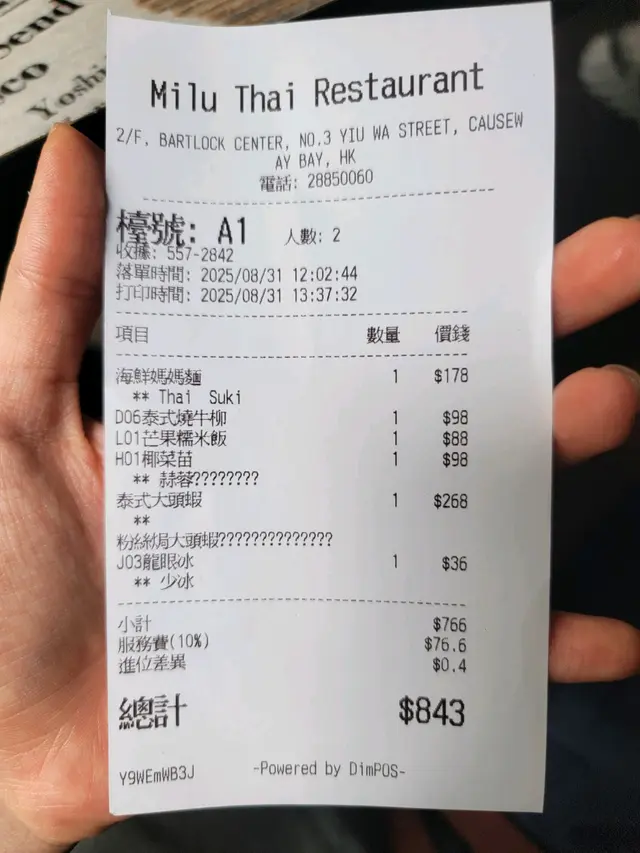 end
co
Yoshi
Milu Thai Restaurant
2/F, BARTLOCK CENTER, NO.3 YIU WA STREET, CAUSEW
AY BAY, HK
電話: 28850060
檯號: A1 人數: 2
收據: 557-2842
落單時間: 2025/08/31 12:02:44
打印時間: 2025/08/31 13:37:32
項目 數量 價錢
海鮮媽媽麵 1 $178
** Thai Suki
D06泰式燒牛柳 1 $98
L01芒果糯米飯 1 $88
H01椰菜苗 1 $98
** 蒜蓉????????
泰式大頭蝦 1 $268
**
粉絲焗大頭蝦??????????????
J03龍眼冰 1 $36
** 少冰
小計 $766
服務費(10%) $76.6
進位差異 $0.4
總計 $843
Y9WEmWB3J -Powered by DimPOS-